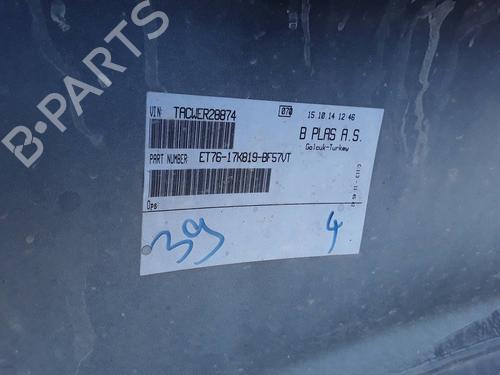 B-PARTS
VIN: TACWER28874
070
15 10 14 12 46
B PLAS A.S.
Golcuk-Turkey
PART NUMBER: ET76-17K819-BF57VT
Ops
39
4